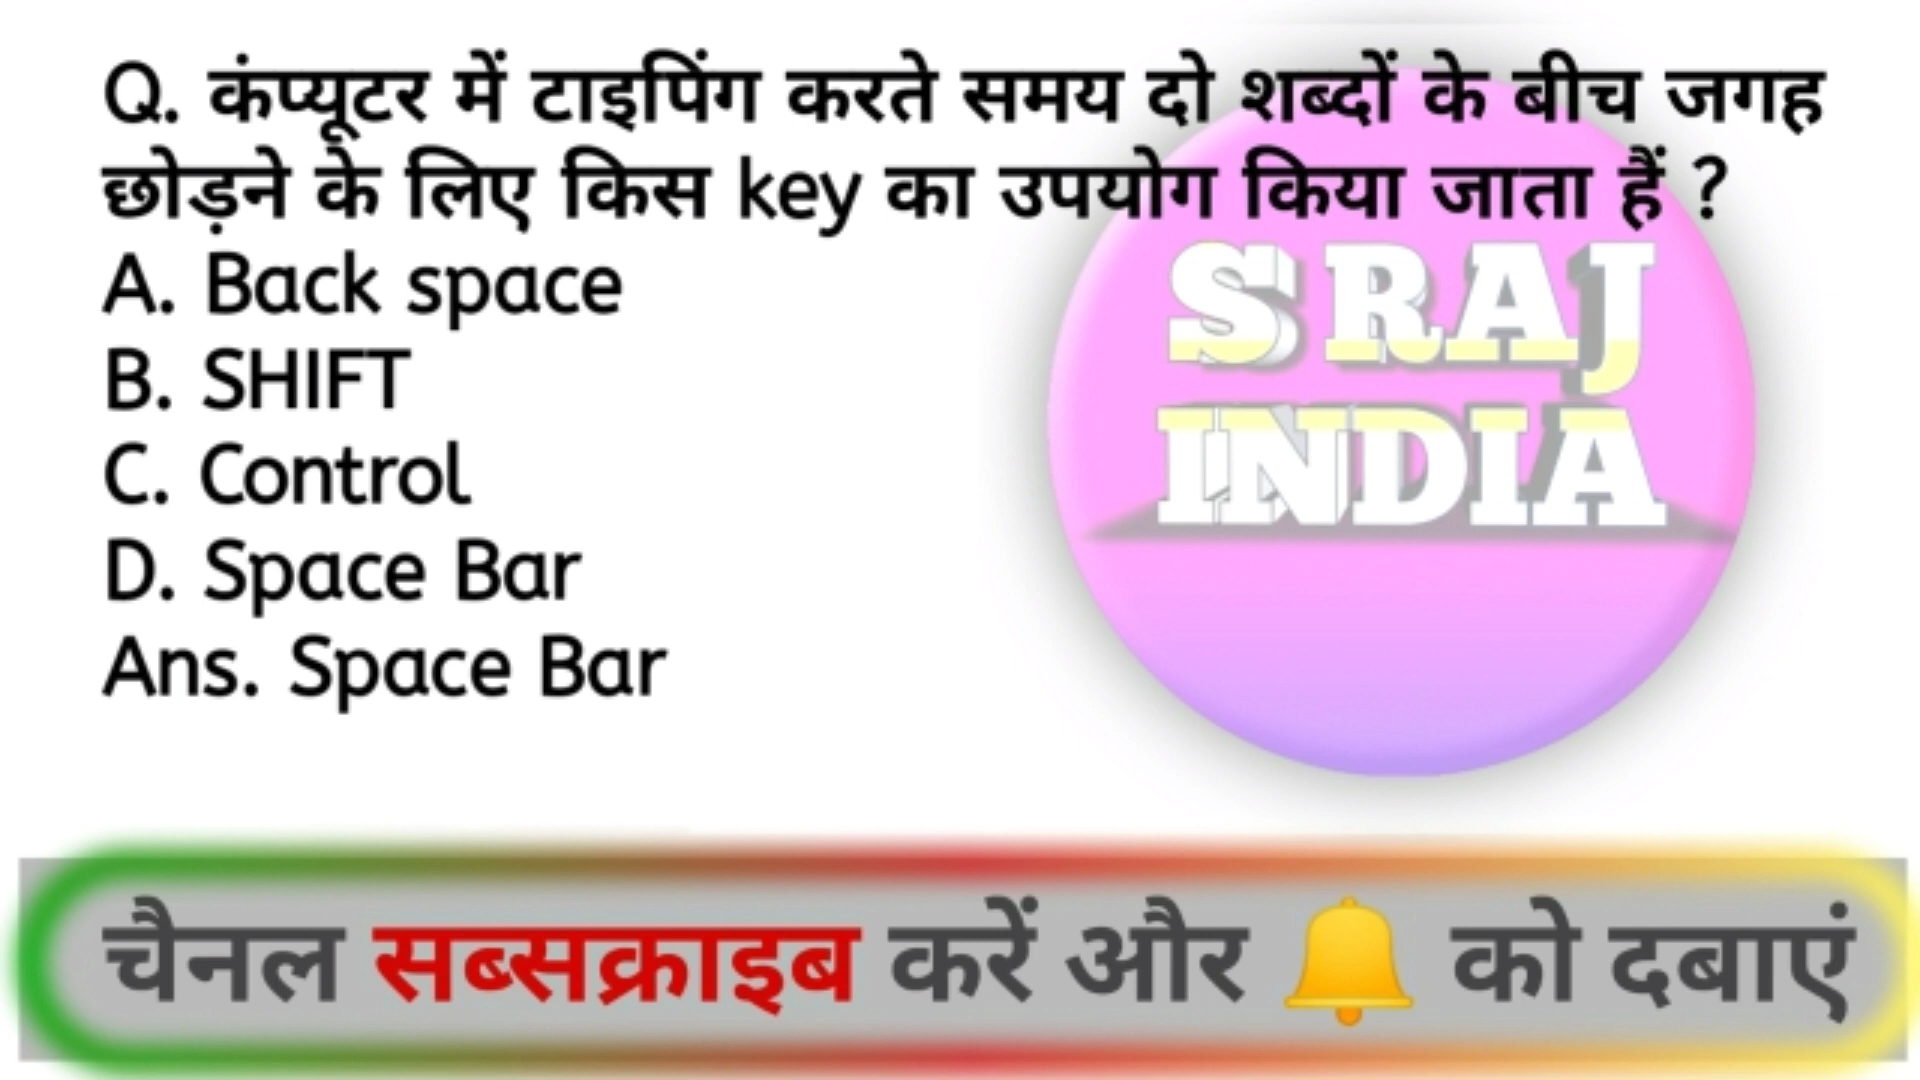 Q. कंप्यूटर में टाइपिंग करते समय दो शब्दों के बीच जगह
छोड़ने के लिए किस key का उपयोग किया जाता हैं ?
A. Back space
B. SHIFT
C. Control
D. Space Bar
Ans. Space Bar
S RAJ
INDIA
चैनल सब्सक्राइब करें और 🔔 को दबाएं